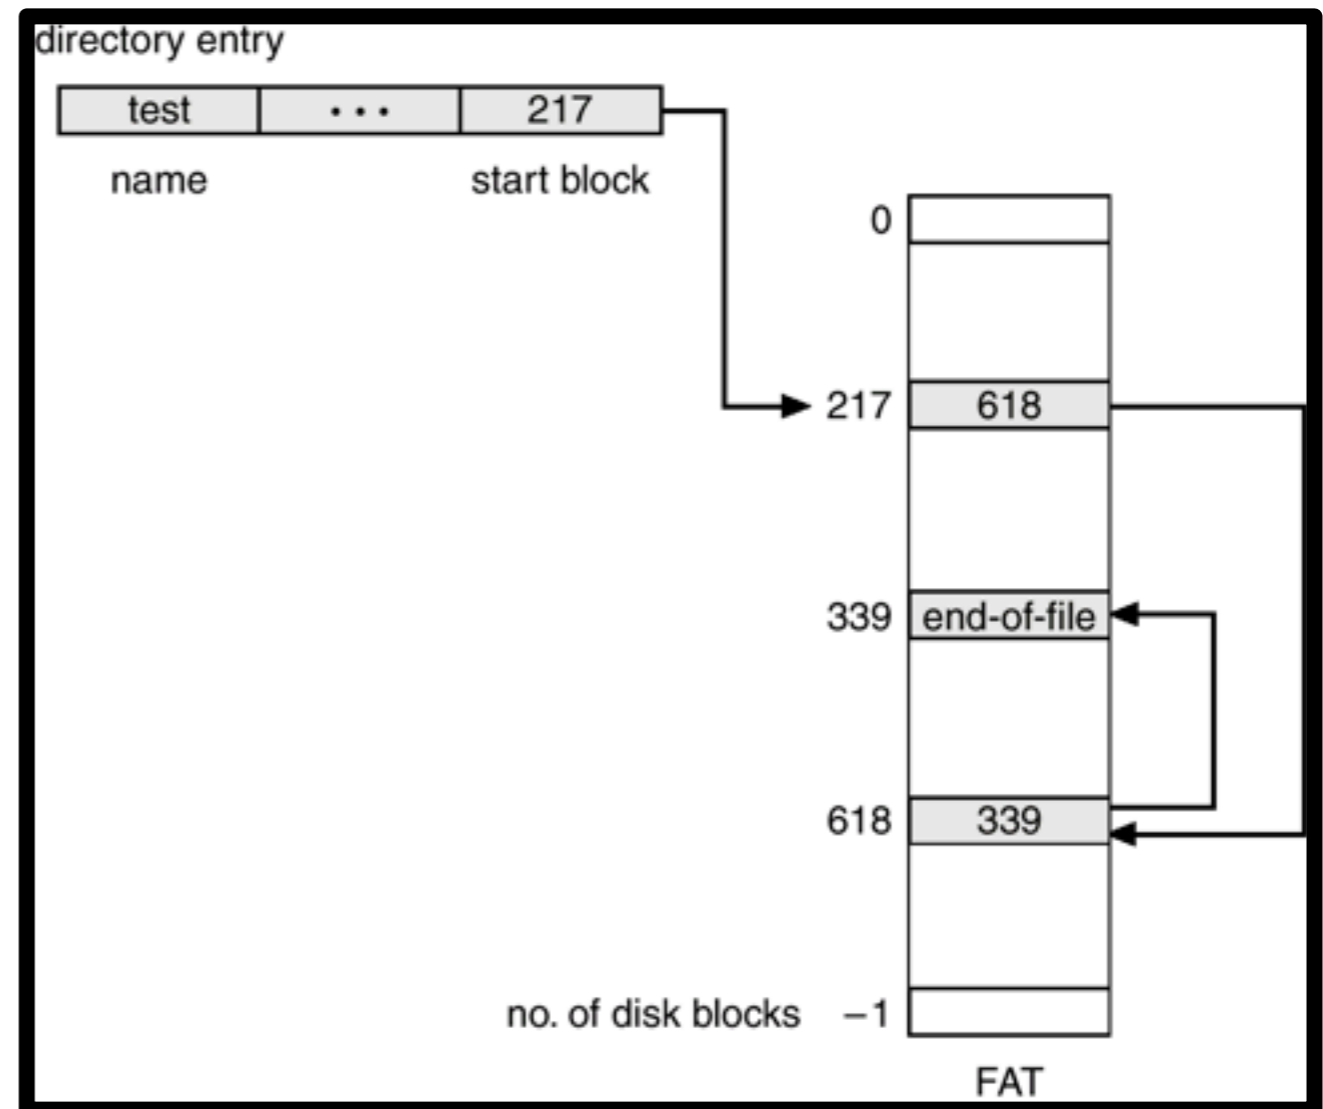 directory entry
test ... 217
name start block
0
217 618
339 end-of-file
618 339
no. of disk blocks –1
FAT